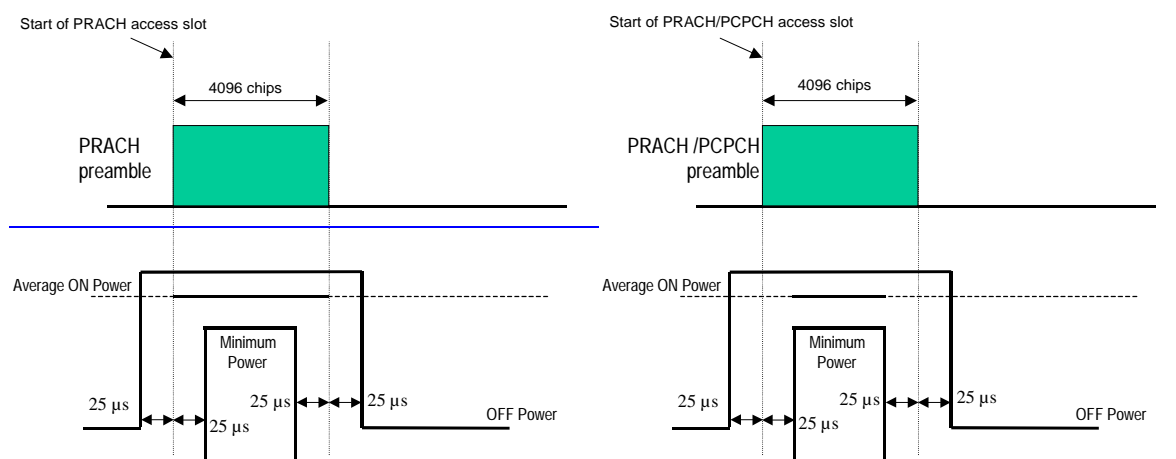 Start of PRACH access slot
4096 chips
PRACH
preamble
Average ON Power
Minimum
Power
25 µs
25 µs
25 µs
25 µs
OFF Power
Start of PRACH/PCPCH access slot
4096 chips
PRACH /PCPCH
preamble
Average ON Power
Minimum
Power
25 µs
25 µs
25 µs
25 µs
OFF Power